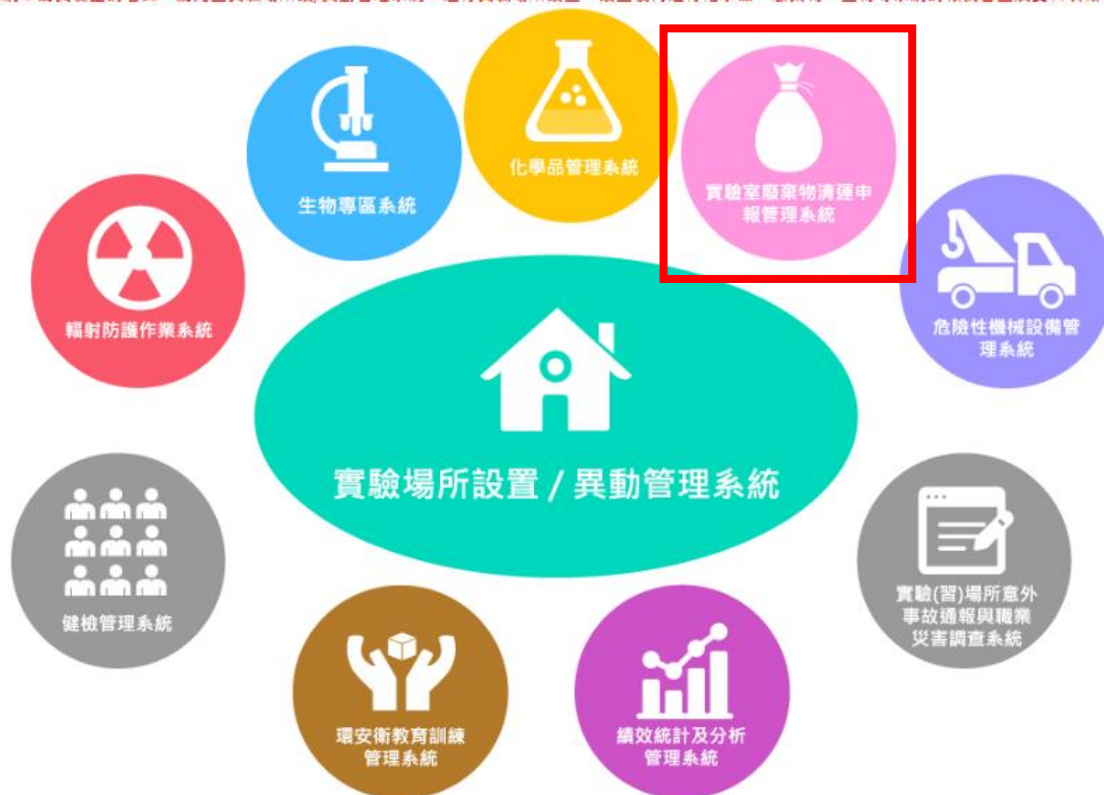 化學品管理系統
生物專區系統
實驗室廢棄物清運申
報管理系統
輻射防護作業系統
危險性機械設備管
理系統
實驗場所設置 / 異動管理系統
健檢管理系統
實驗(習)場所意外
事故通報與職業
災害調查系統
環安衛教育訓練
管理系統
績效統計及分析
管理系統